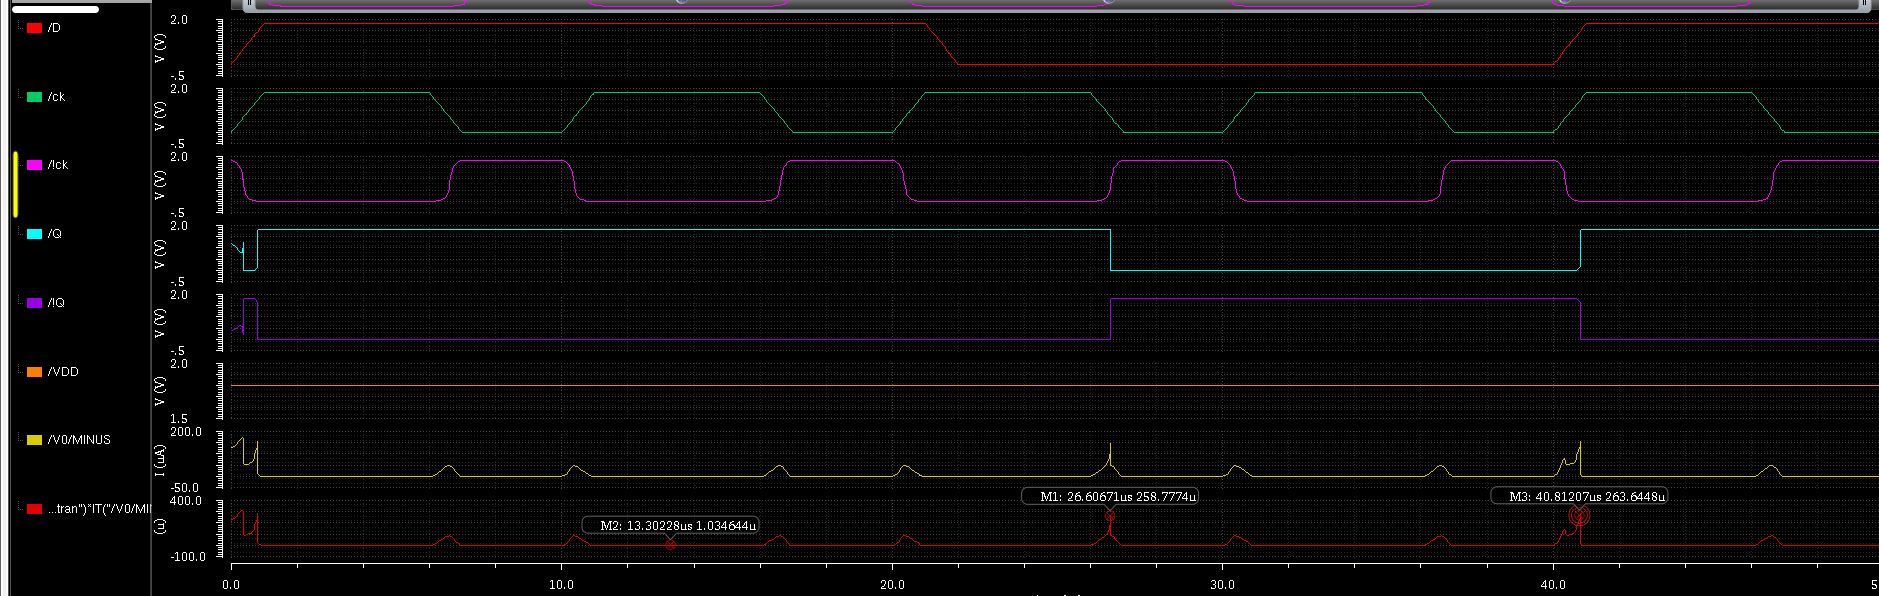 /D
2.0
V (V)
-.5
/ck
2.0
V (V)
-.5
/!ck
2.0
V (V)
-.5
/Q
2.0
V (V)
-.5
/!Q
2.0
V (V)
-.5
/VDD
2.0
V (V)
1.5
/V0/MINUS
200.0
I (uA)
-50.0
...tran")*IT("/V0/MI
400.0
(u)
-100.0
M1: 26.60671us 258.7774u
M3: 40.81207us 263.6448u
M2: 13.30228us 1.034644u
0.0 10.0 20.0 30.0 40.0 5